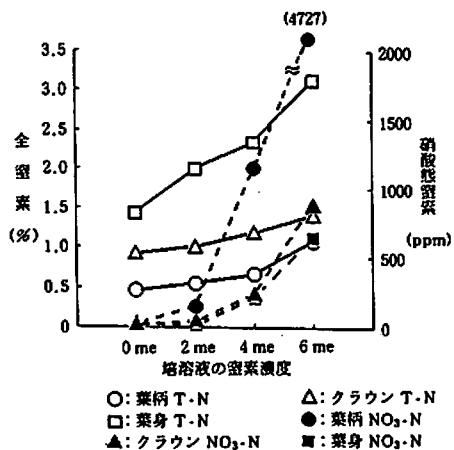 (4727)
3.5
3.0
2.5
2.0
1.5
1.0
0.5
0
全窒素(%)
2000
1500
1000
500
0
硝酸態窒素(ppm)
0 me 2 me 4 me 6 me
培溶液の窒素濃度
○:葉柄 T-N △:クラウン T-N
□:葉身 T-N ●:葉柄 NO₃-N
▲:クラウン NO₃-N ■:葉身 NO₃-N